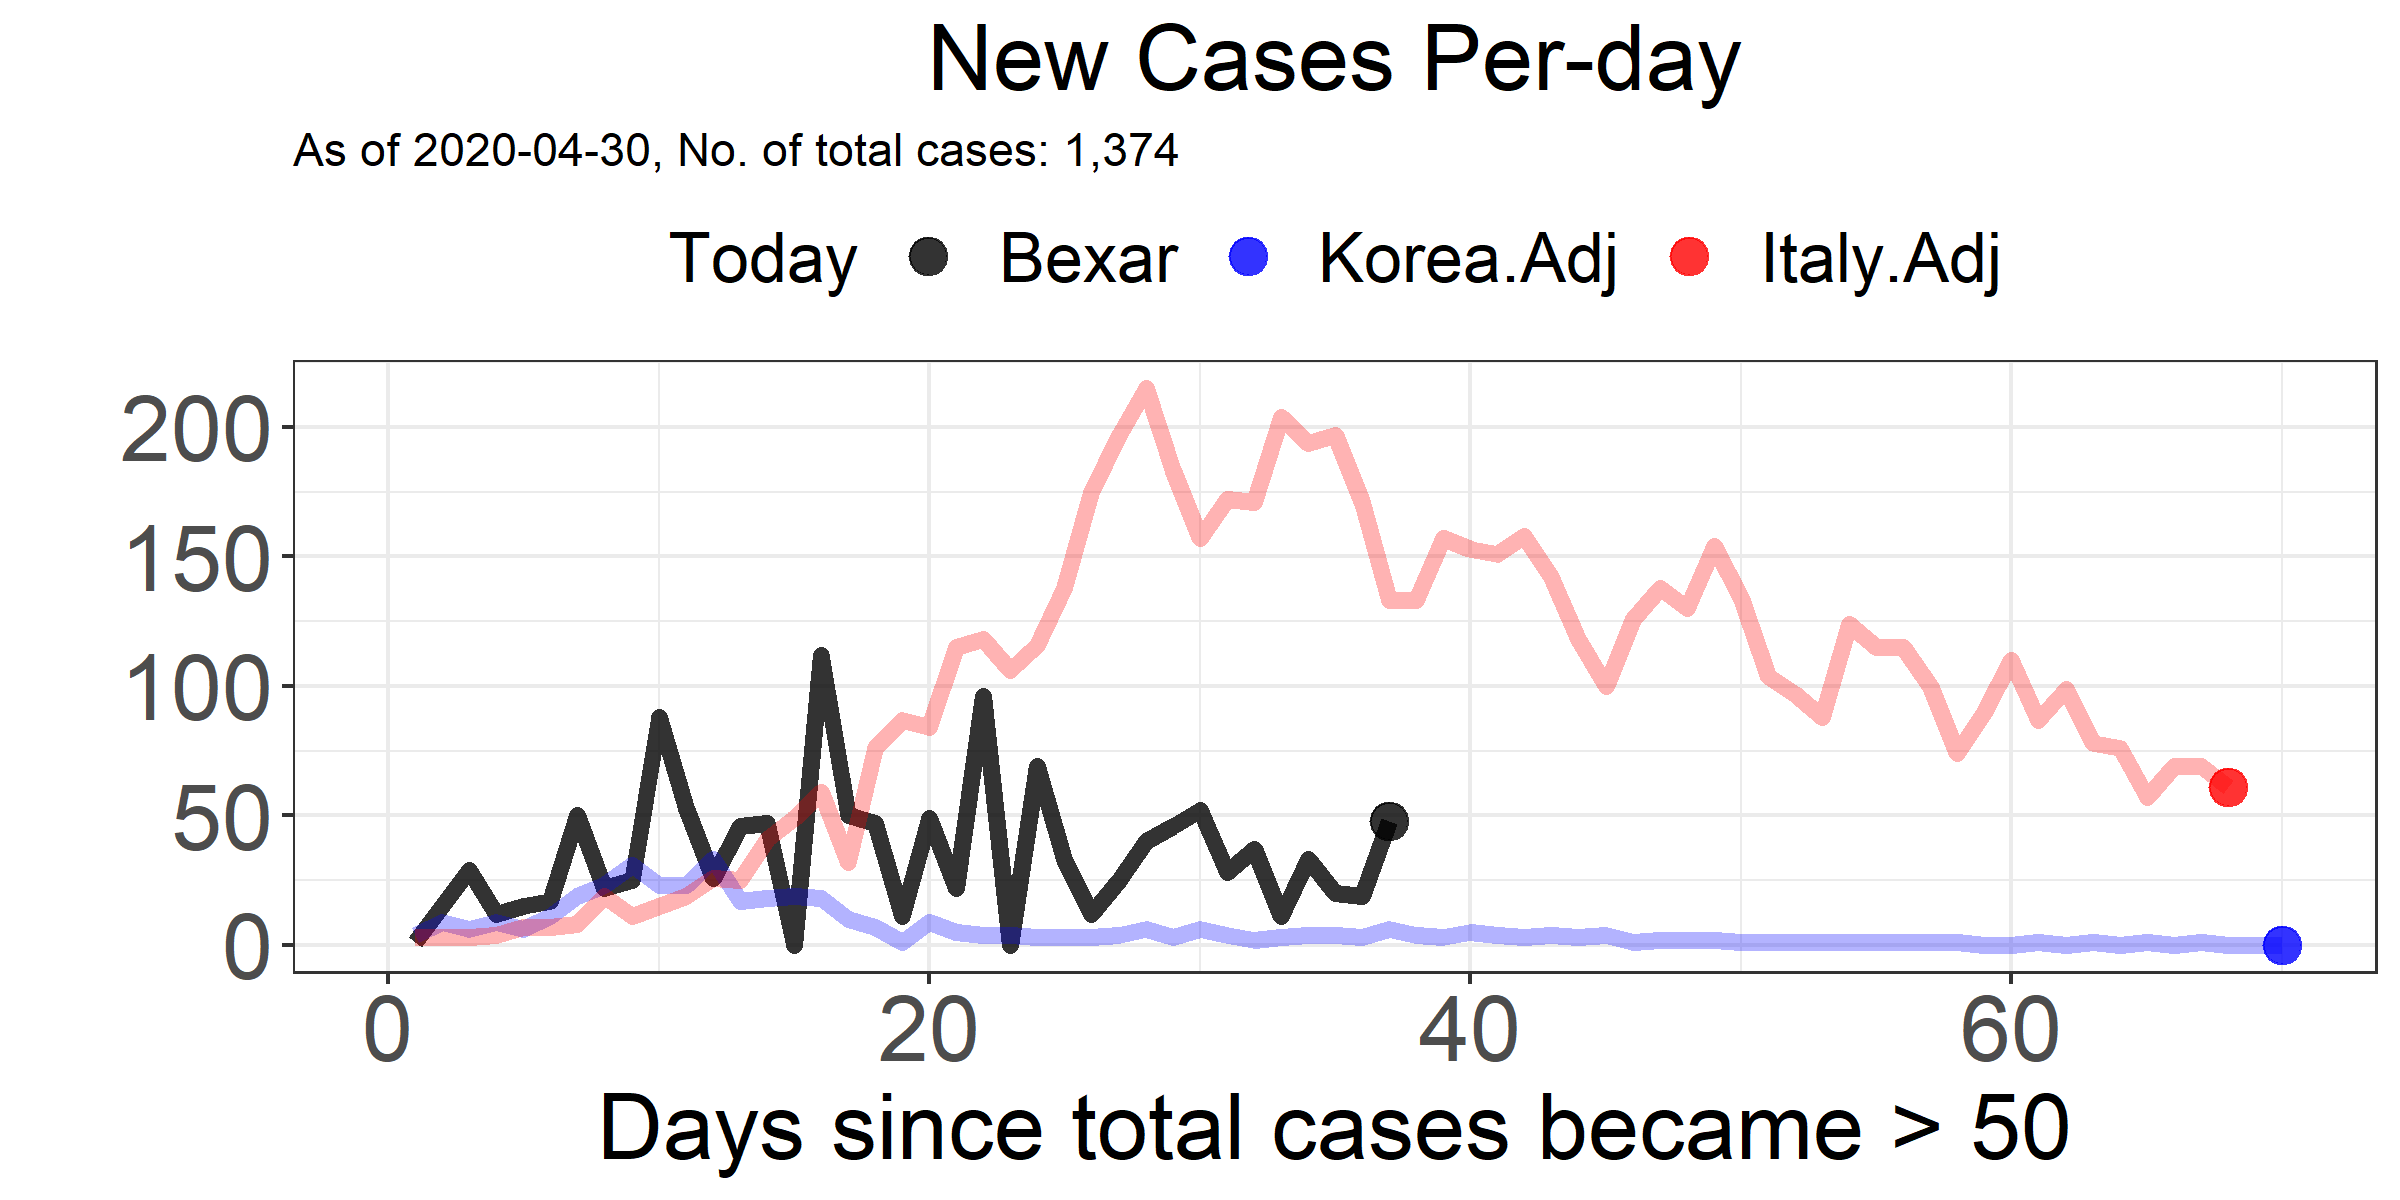 New Cases Per-day
As of 2020-04-30, No. of total cases: 1,374
Today Bexar Korea.Adj Italy.Adj
200
150
100
50
0
0 20 40 60
Days since total cases became > 50